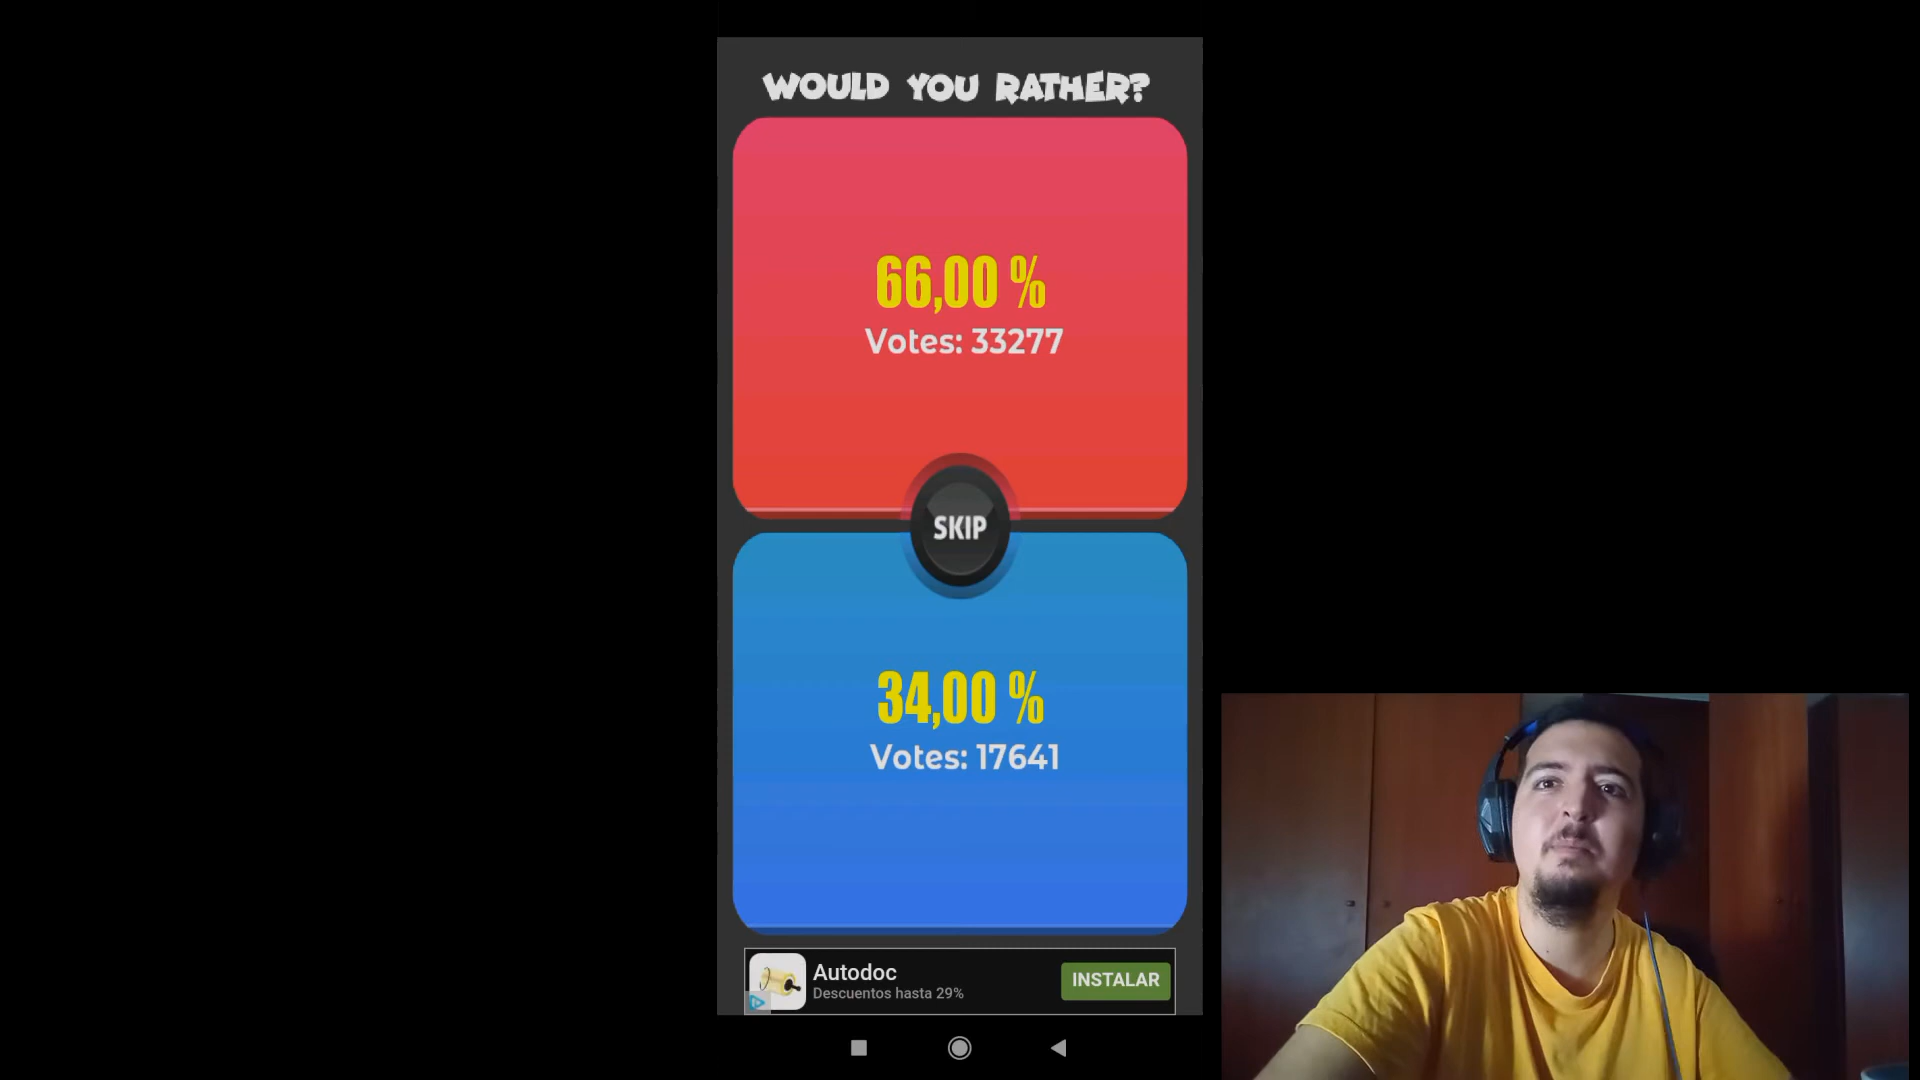 WOULD YOU RATHER?
66,00 %
Votes: 33277
SKIP
34,00 %
Votes: 17641
Autodoc
Descuentos hasta 29%
INSTALAR